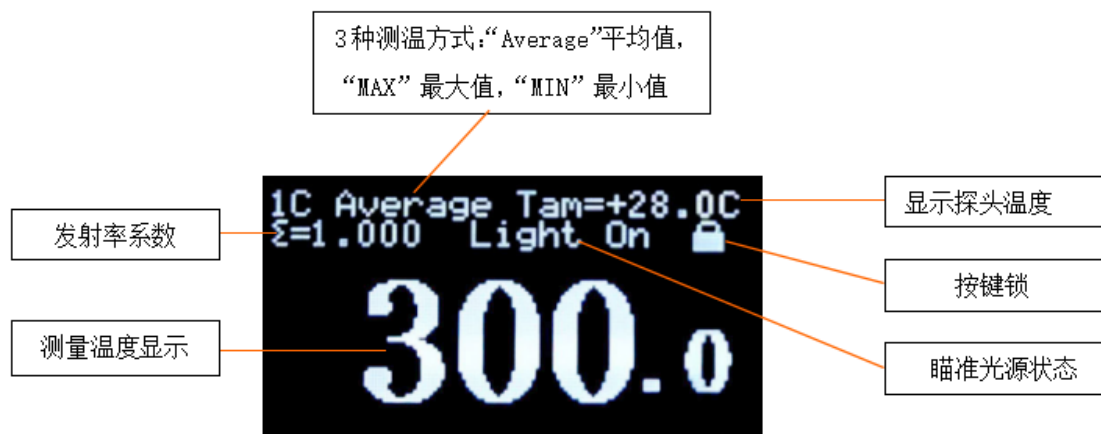 3种测温方式:“Average”平均值,
“MAX”最大值,“MIN”最小值
1C Average Tam=+28.0C
Σ=1.000 Light On
300.0
发射率系数
测量温度显示
显示探头温度
按键锁
瞄准光源状态